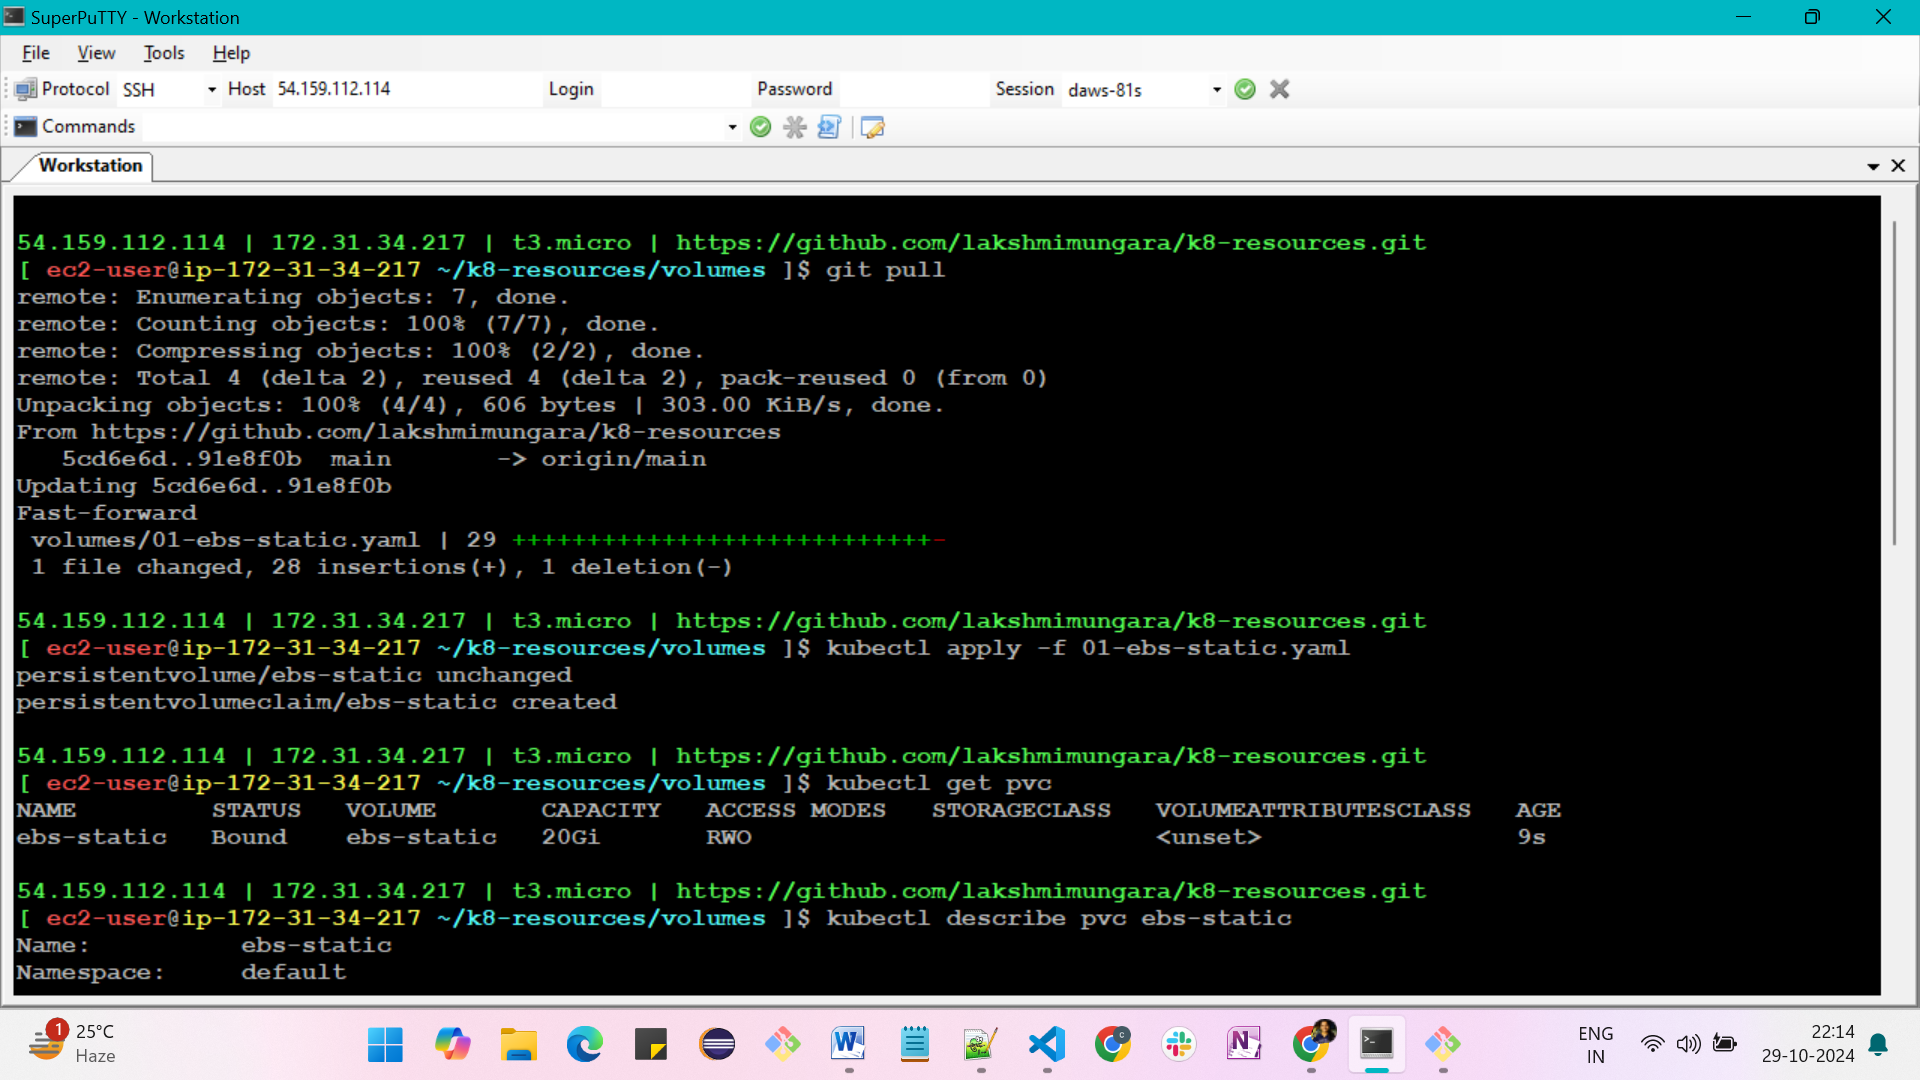 SuperPuTTY - Workstation
File View Tools Help
Protocol SSH Host 54.159.112.114 Login Password Session daws-81s
Commands
Workstation
54.159.112.114 | 172.31.34.217 | t3.micro | https://github.com/lakshmimungara/k8-resources.git
[ ec2-user@ip-172-31-34-217 ~/k8-resources/volumes ]$ git pull
remote: Enumerating objects: 7, done.
remote: Counting objects: 100% (7/7), done.
remote: Compressing objects: 100% (2/2), done.
remote: Total 4 (delta 2), reused 4 (delta 2), pack-reused 0 (from 0)
Unpacking objects: 100% (4/4), 606 bytes | 303.00 KiB/s, done.
From https://github.com/lakshmimungara/k8-resources
   5cd6e6d..91e8f0b  main       -> origin/main
Updating 5cd6e6d..91e8f0b
Fast-forward
 volumes/01-ebs-static.yaml | 29 ++++++++++++++++++++++++++++-
 1 file changed, 28 insertions(+), 1 deletion(-)
54.159.112.114 | 172.31.34.217 | t3.micro | https://github.com/lakshmimungara/k8-resources.git
[ ec2-user@ip-172-31-34-217 ~/k8-resources/volumes ]$ kubectl apply -f 01-ebs-static.yaml
persistentvolume/ebs-static unchanged
persistentvolumeclaim/ebs-static created
54.159.112.114 | 172.31.34.217 | t3.micro | https://github.com/lakshmimungara/k8-resources.git
[ ec2-user@ip-172-31-34-217 ~/k8-resources/volumes ]$ kubectl get pvc
NAME         STATUS   VOLUME       CAPACITY   ACCESS MODES   STORAGECLASS   VOLUMEATTRIBUTESCLASS   AGE
ebs-static   Bound    ebs-static   20Gi       RWO                           <unset>                 9s
54.159.112.114 | 172.31.34.217 | t3.micro | https://github.com/lakshmimungara/k8-resources.git
[ ec2-user@ip-172-31-34-217 ~/k8-resources/volumes ]$ kubectl describe pvc ebs-static
Name:          ebs-static
Namespace:     default
1 25°C
Haze
ENG
IN
22:14
29-10-2024